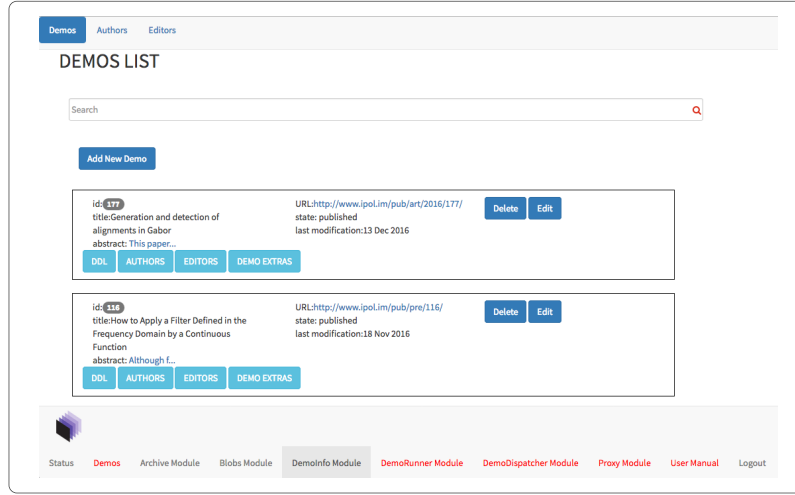 Demos Authors Editors
DEMOS LIST
Search
Add New Demo
id:177
title:Generation and detection of
alignments in Gabor
abstract: This paper...
URL:http://www.ipol.im/pub/art/2016/177/
state: published
last modification:13 Dec 2016
Delete Edit
DDL AUTHORS EDITORS DEMO EXTRAS
id:116
title:How to Apply a Filter Defined in the
Frequency Domain by a Continuous
Function
abstract: Although f...
URL:http://www.ipol.im/pub/pre/116/
state: published
last modification:18 Nov 2016
Delete Edit
DDL AUTHORS EDITORS DEMO EXTRAS
Status Demos Archive Module Blobs Module DemoInfo Module DemoRunner Module DemoDispatcher Module Proxy Module User Manual Logout